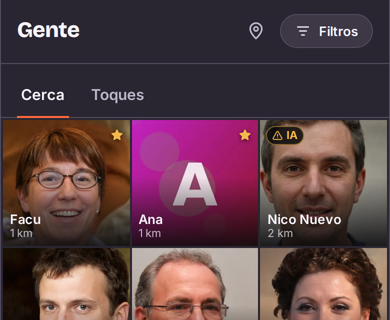 Gente
Filtros
Cerca
Toques
IA
A
Facu
1 km
Ana
1 km
Nico Nuevo
2 km